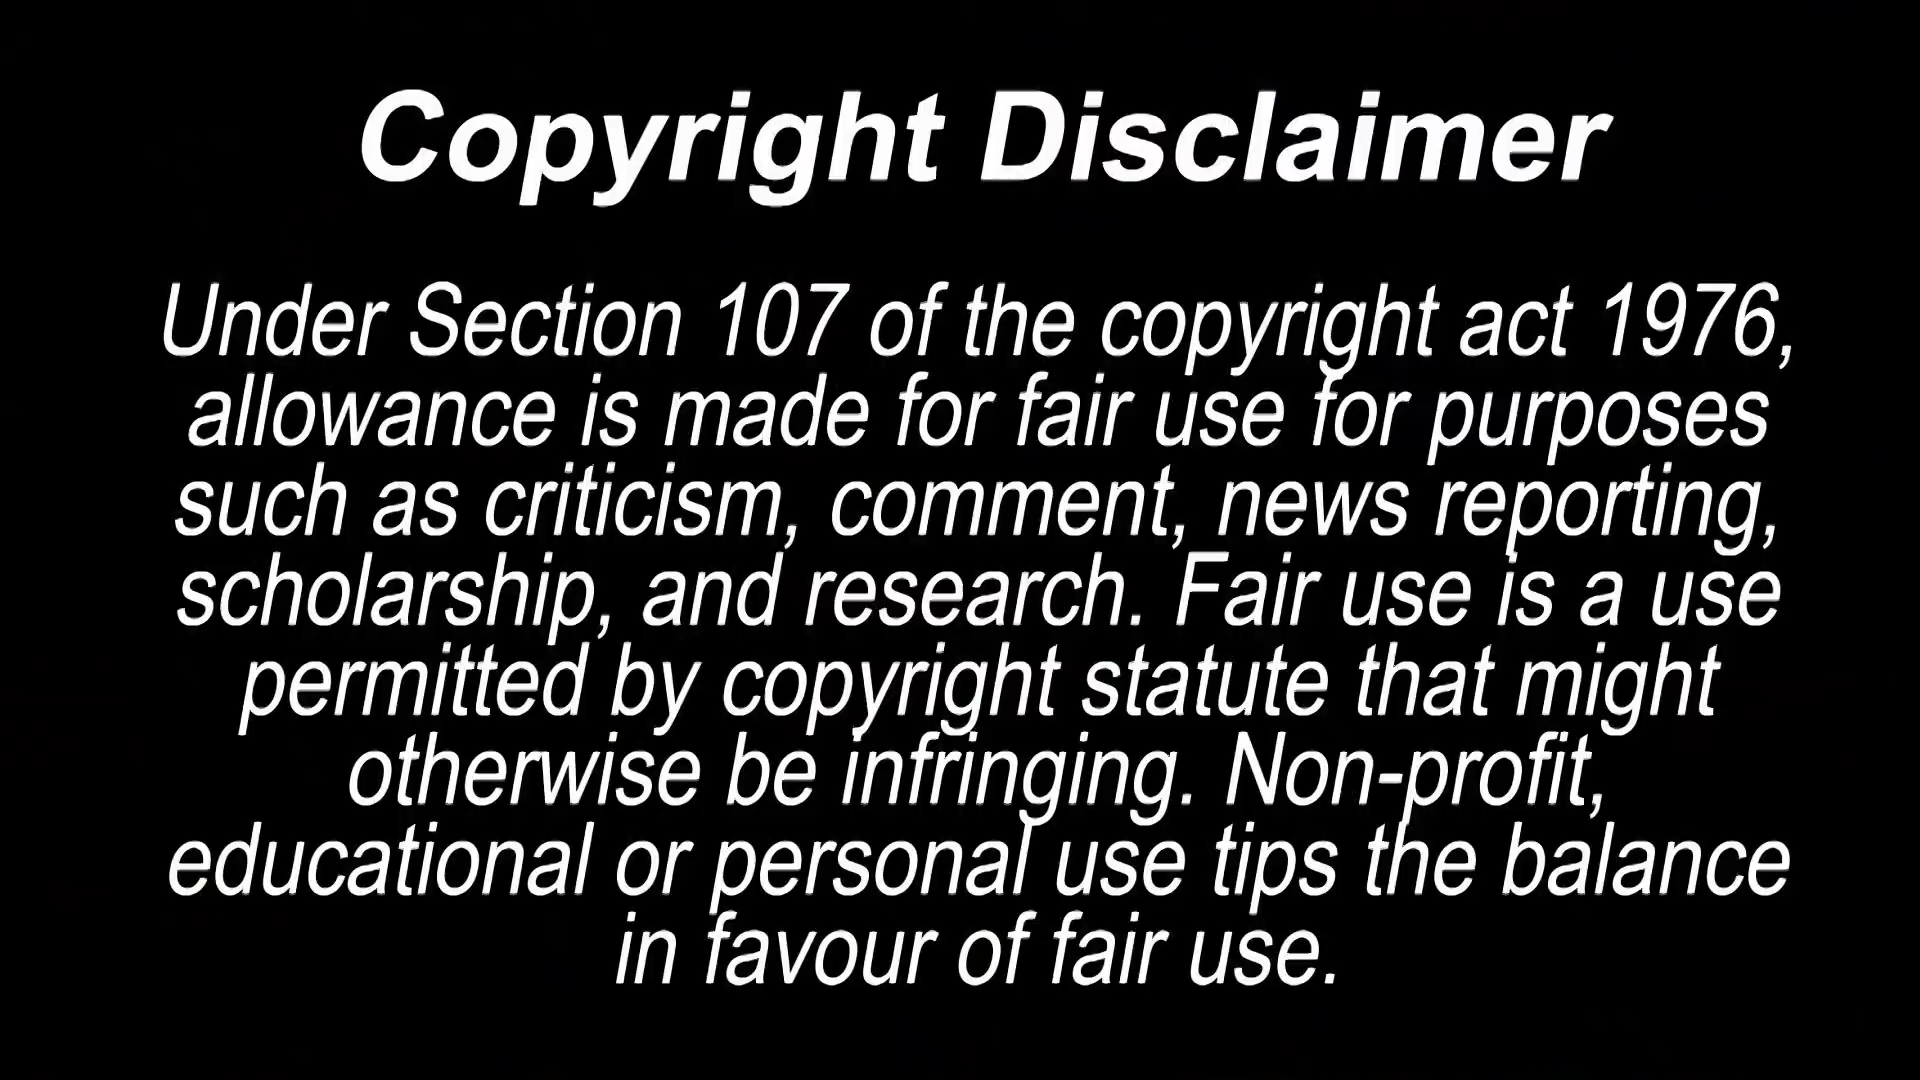 Copyright Disclaimer
Under Section 107 of the copyright act 1976,
allowance is made for fair use for purposes
such as criticism, comment, news reporting,
scholarship, and research. Fair use is a use
permitted by copyright statute that might
otherwise be infringing. Non-profit,
educational or personal use tips the balance
in favour of fair use.